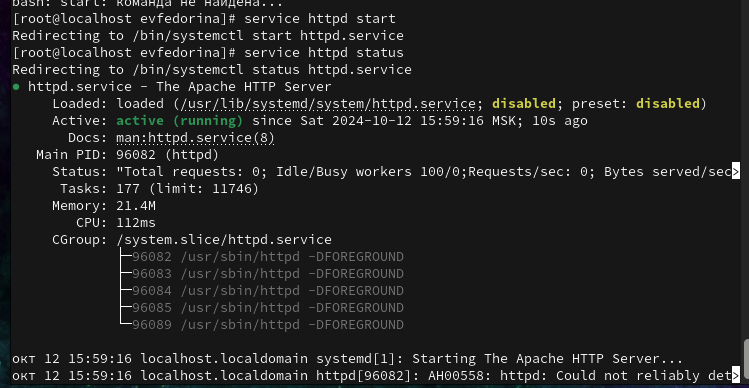 bash: start: команда не найдена...
[root@localhost evfedorina]# service httpd start
Redirecting to /bin/systemctl start httpd.service
[root@localhost evfedorina]# service httpd status
Redirecting to /bin/systemctl status httpd.service
● httpd.service - The Apache HTTP Server
Loaded: loaded (/usr/lib/systemd/system/httpd.service; disabled; preset: disabled)
Active: active (running) since Sat 2024-10-12 15:59:16 MSK; 10s ago
Docs: man:httpd.service(8)
Main PID: 96082 (httpd)
Status: "Total requests: 0; Idle/Busy workers 100/0;Requests/sec: 0; Bytes served/sec>
Tasks: 177 (limit: 11746)
Memory: 21.4M
CPU: 112ms
CGroup: /system.slice/httpd.service
├─96082 /usr/sbin/httpd -DFOREGROUND
├─96083 /usr/sbin/httpd -DFOREGROUND
├─96084 /usr/sbin/httpd -DFOREGROUND
├─96085 /usr/sbin/httpd -DFOREGROUND
└─96089 /usr/sbin/httpd -DFOREGROUND
окт 12 15:59:16 localhost.localdomain systemd[1]: Starting The Apache HTTP Server...
окт 12 15:59:16 localhost.localdomain httpd[96082]: AH00558: httpd: Could not reliably det>